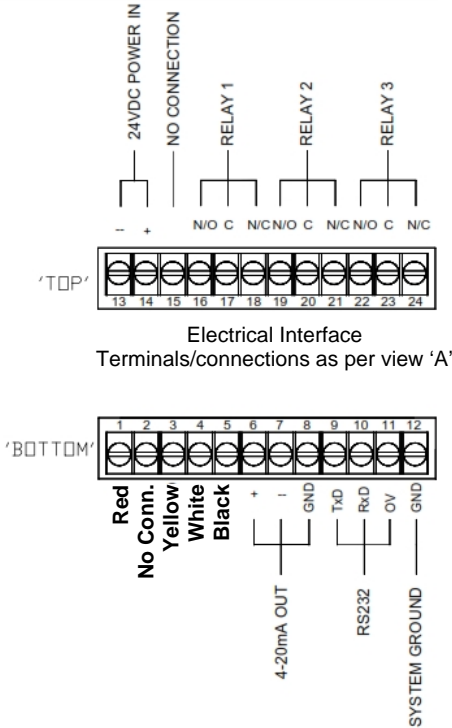 24VDC POWER IN
NO CONNECTION
RELAY 1
RELAY 2
RELAY 3
-- + N/O C N/C N/O C N/C N/O C N/C
'TOP'
13 14 15 16 17 18 19 20 21 22 23 24
Electrical Interface
Terminals/connections as per view 'A'
1 2 3 4 5 6 7 8 9 10 11 12
'BOTTOM'
Red
No Conn.
Yellow
White
Black
+
–
GND
TxD
RxD
OV
GND
4-20mA OUT
RS232
SYSTEM GROUND